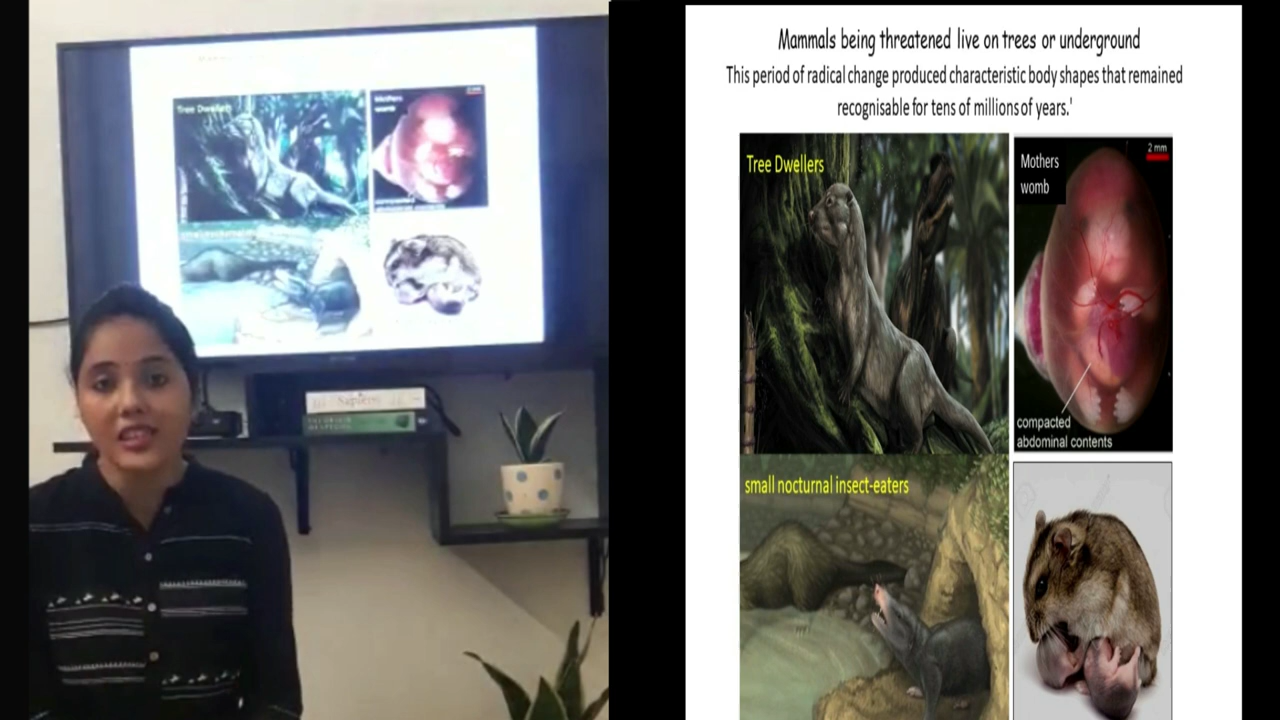 Tree Dwellers
Mothers
womb
Sapiens
Mammals being threatened live on trees or underground
This period of radical change produced characteristic body shapes that remained
recognisable for tens of millions of years.'
Tree Dwellers
Mothers
womb
2 mm
compacted
abdominal contents
small nocturnal insect-eaters